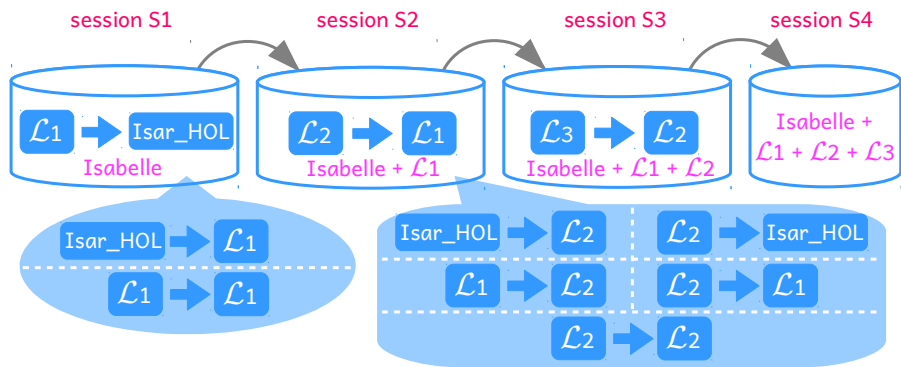 session S1 session S2 session S3 session S4
ℒ1 Isar_HOL
Isabelle
ℒ2 ℒ1
Isabelle + ℒ1
ℒ3 ℒ2
Isabelle + ℒ1 + ℒ2
Isabelle +
ℒ1 + ℒ2 + ℒ3
Isar_HOL ℒ1
ℒ1 ℒ1
Isar_HOL ℒ2 ℒ2 Isar_HOL
ℒ1 ℒ2 ℒ2 ℒ1
ℒ2 ℒ2